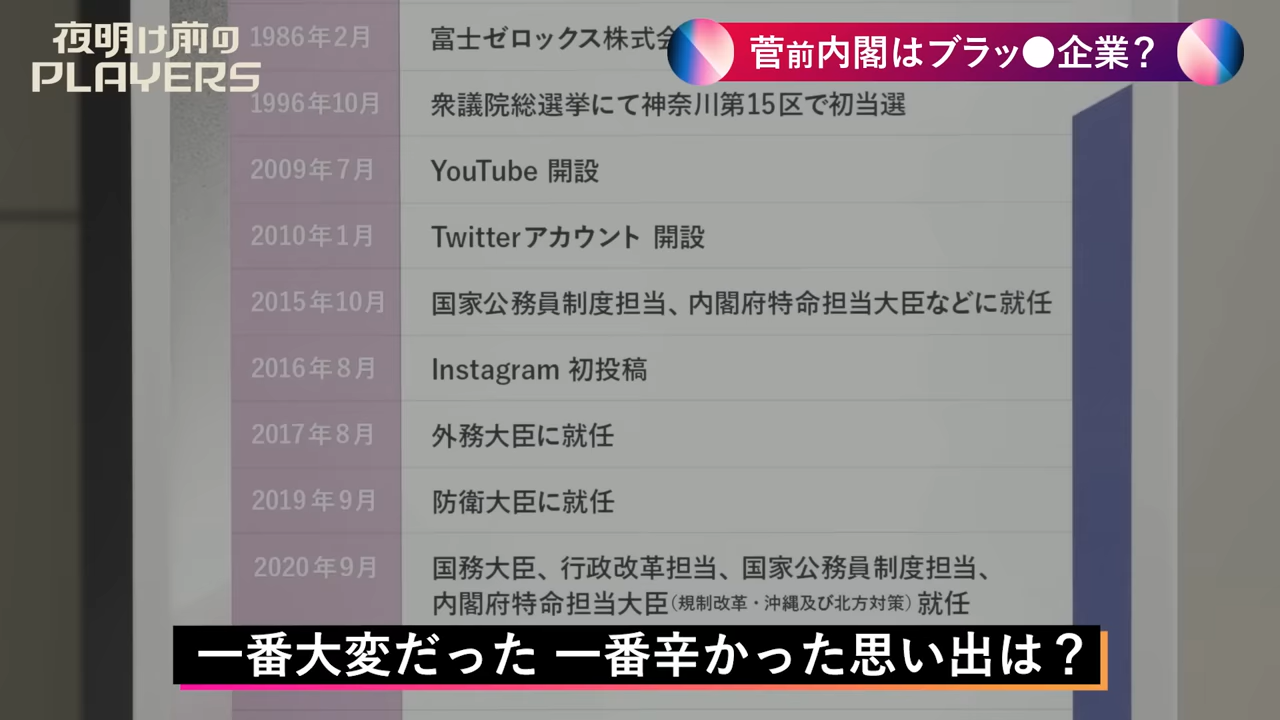 夜明け前の
PLAYERS
菅前内閣はブラッ●企業？
1986年2月 富士ゼロックス株式会
1996年10月 衆議院総選挙にて神奈川第15区で初当選
2009年7月 YouTube 開設
2010年1月 Twitterアカウント 開設
2015年10月 国家公務員制度担当、内閣府特命担当大臣などに就任
2016年8月 Instagram 初投稿
2017年8月 外務大臣に就任
2019年9月 防衛大臣に就任
2020年9月 国務大臣、行政改革担当、国家公務員制度担当、
内閣府特命担当大臣（規制改革・沖縄及び北方対策）就任
一番大変だった 一番辛かった思い出は？